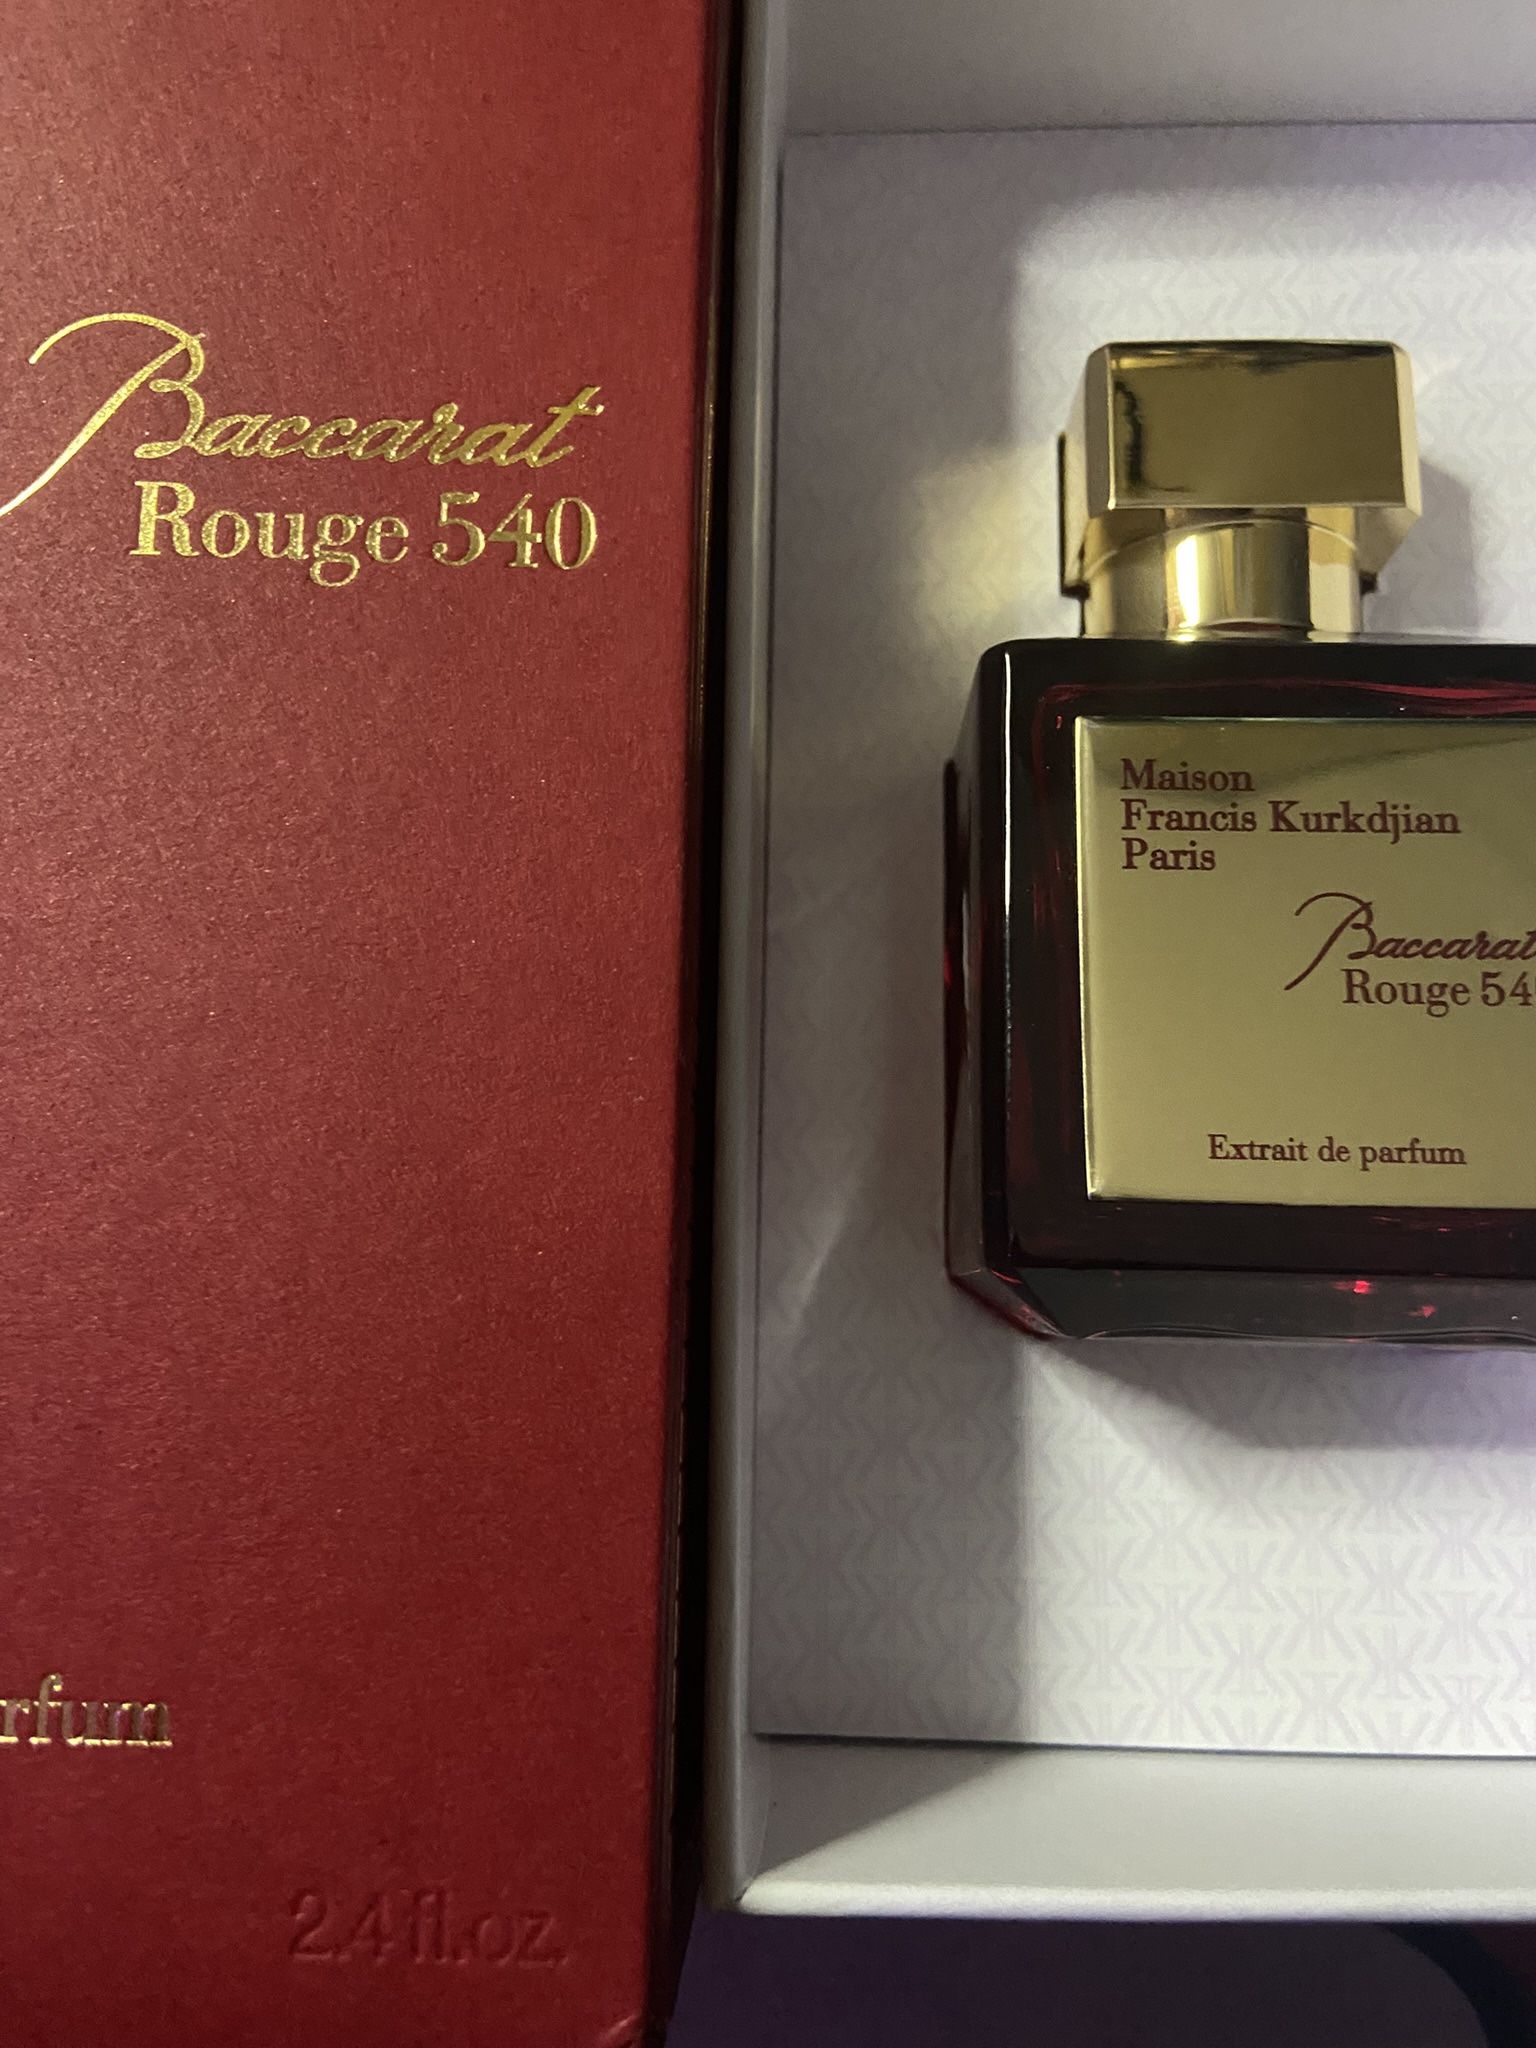 Baccarat
Rouge 540
rfum
2.4 fl.oz.
Maison
Francis Kurkdjian
Paris
Baccarat
Rouge 54
Extrait de parfum